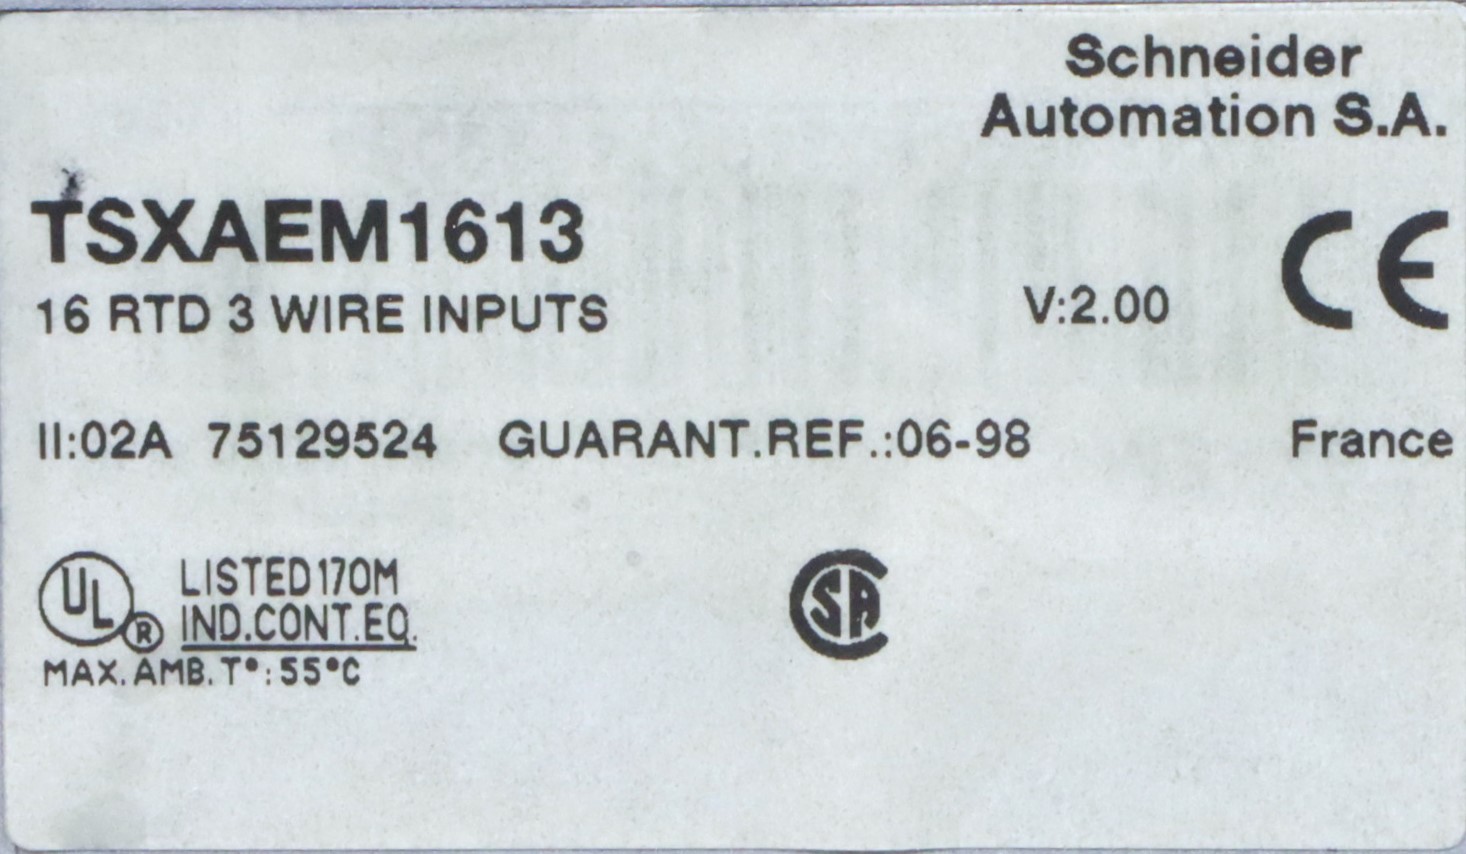 Schneider
Automation S.A.
TSXAEM1613
16 RTD 3 WIRE INPUTS
V:2.00
CE
II:02A 75129524 GUARANT.REF.:06-98
France
UL
®
LISTED 170M
IND.CONT.EQ.
MAX. AMB. T°: 55°C
SA